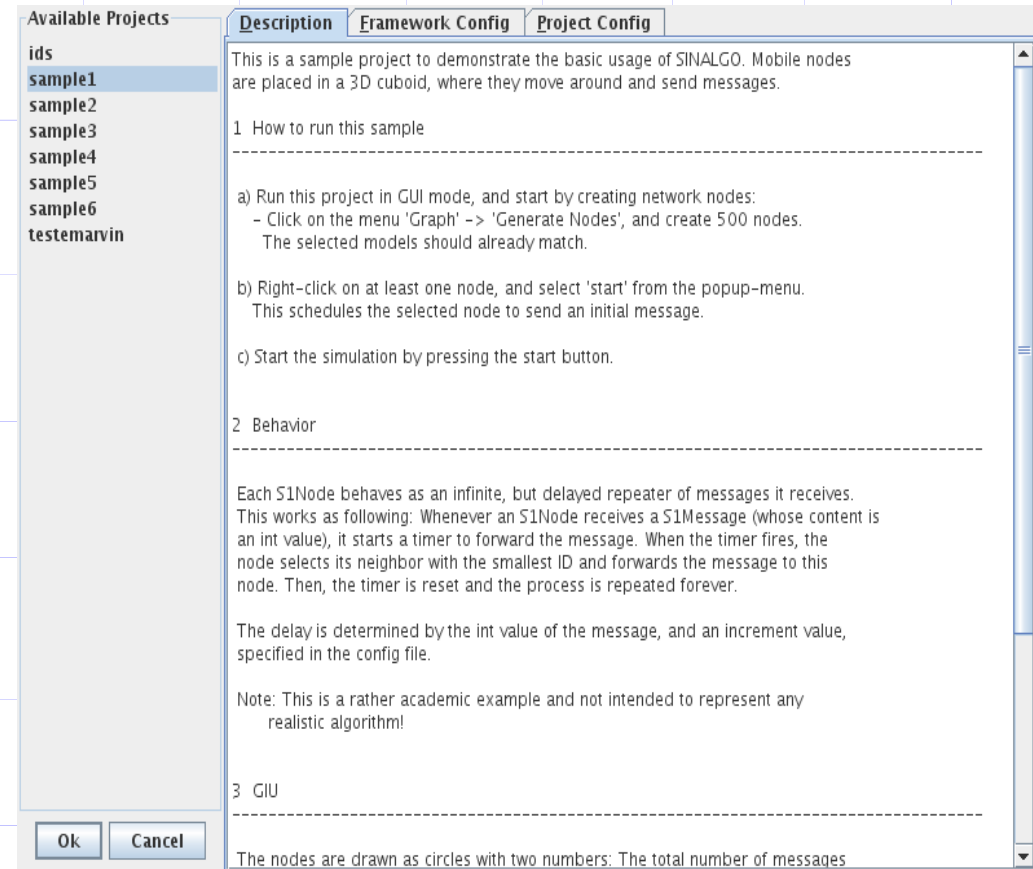 Available Projects
ids
sample1
sample2
sample3
sample4
sample5
sample6
testemarvin
Ok
Cancel
Description
Framework Config
Project Config
This is a sample project to demonstrate the basic usage of SINALGO. Mobile nodes
are placed in a 3D cuboid, where they move around and send messages.
1 How to run this sample
--------------------------------------------------------------------------------
a) Run this project in GUI mode, and start by creating network nodes:
- Click on the menu 'Graph' -> 'Generate Nodes', and create 500 nodes.
The selected models should already match.
b) Right-click on at least one node, and select 'start' from the popup-menu.
This schedules the selected node to send an initial message.
c) Start the simulation by pressing the start button.
2 Behavior
--------------------------------------------------------------------------------
Each S1Node behaves as an infinite, but delayed repeater of messages it receives.
This works as following: Whenever an S1Node receives a S1Message (whose content is
an int value), it starts a timer to forward the message. When the timer fires, the
node selects its neighbor with the smallest ID and forwards the message to this
node. Then, the timer is reset and the process is repeated forever.
The delay is determined by the int value of the message, and an increment value,
specified in the config file.
Note: This is a rather academic example and not intended to represent any
realistic algorithm!
3 GIU
--------------------------------------------------------------------------------
The nodes are drawn as circles with two numbers: The total number of messages